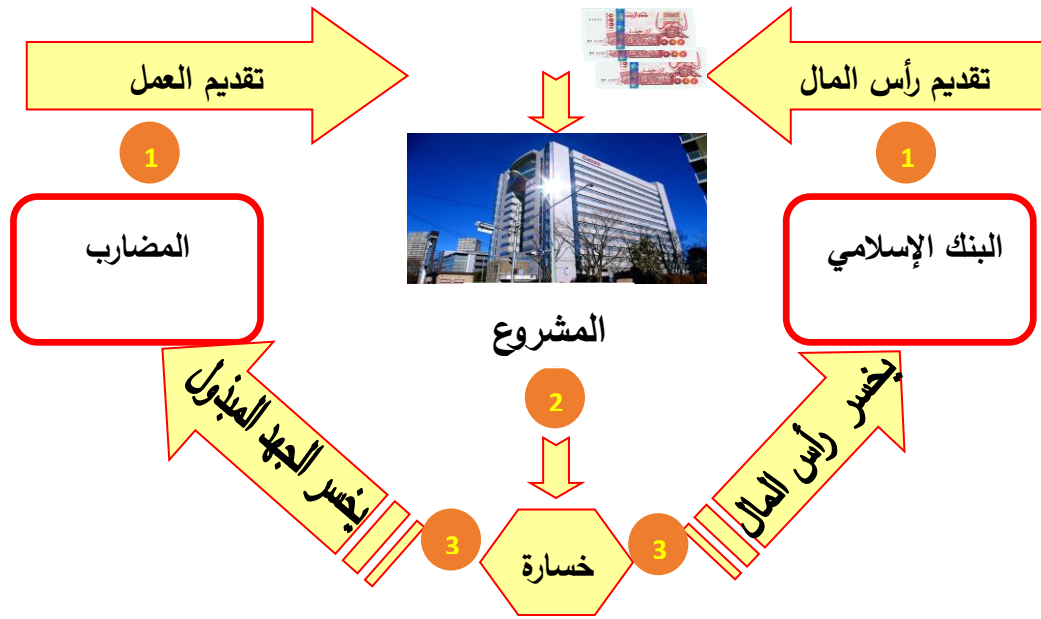 تقديم رأس المال
تقديم العمل
1
1
البنك الإسلامي
المضارب
المشروع
2
يخسر رأس المال
يخسر الجهد المبذول
3
3
خسارة